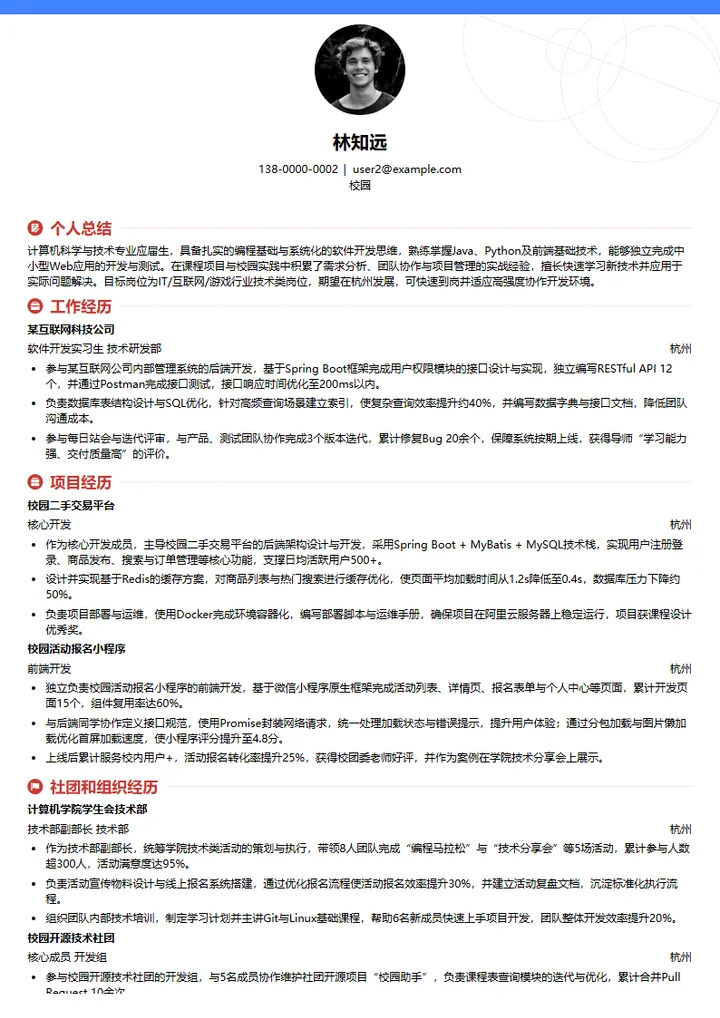 林知远
138-0000-0002 | user2@example.com
校园
个人总结
计算机科学与技术专业应届生，具备扎实的编程基础与系统化的软件开发思维，熟练掌握Java、Python及前端基础技术，能够独立完成中
小型Web应用的开发与测试。在课程项目与校园实践中积累了需求分析、团队协作与项目管理的实战经验，擅长快速学习新技术并应用于
实际问题解决。目标岗位为IT/互联网/游戏行业技术类岗位，期望在杭州发展，可快速到岗并适应高强度协作开发环境。
工作经历
某互联网科技公司
软件开发实习生 技术研发部 杭州
• 参与某互联网公司内部管理系统的后端开发，基于Spring Boot框架完成用户权限模块的接口设计与实现，独立编写RESTful API 12
个，并通过Postman完成接口测试，接口响应时间优化至200ms以内。
• 负责数据库表结构设计与SQL优化，针对高频查询场景建立索引，使复杂查询效率提升约40%，并编写数据字典与接口文档，降低团队
沟通成本。
• 参与每日站会与迭代评审，与产品、测试团队协作完成3个版本迭代，累计修复Bug 20余个，保障系统按期上线，获得导师“学习能力
强、交付质量高”的评价。
项目经历
校园二手交易平台
核心开发 杭州
• 作为核心开发成员，主导校园二手交易平台的后端架构设计与开发，采用Spring Boot + MyBatis + MySQL技术栈，实现用户注册登
录、商品发布、搜索与订单管理等核心功能，支撑日均活跃用户500+。
• 设计并实现基于Redis的缓存方案，对商品列表与热门搜索进行缓存优化，使页面平均加载时间从1.2s降低至0.4s，数据库压力下降约
50%。
• 负责项目部署与运维，使用Docker完成环境容器化，编写部署脚本与运维手册，确保项目在阿里云服务器上稳定运行，项目获课程设计
优秀奖。
校园活动报名小程序
前端开发 杭州
• 独立负责校园活动报名小程序的前端开发，基于微信小程序原生框架完成活动列表、详情页、报名表单与个人中心等页面，累计开发页
面15个，组件复用率达60%。
• 与后端同学协作定义接口规范，使用Promise封装网络请求，统一处理加载状态与错误提示，提升用户体验；通过分包加载与图片懒加
载优化首屏加载速度，使小程序评分提升至4.8分。
• 上线后累计服务校内用户+，活动报名转化率提升25%，获得校团委老师好评，并作为案例在学院技术分享会上展示。
社团和组织经历
计算机学院学生会技术部
技术部副部长 技术部 杭州
• 作为技术部副部长，统筹学院技术类活动的策划与执行，带领8人团队完成“编程马拉松”与“技术分享会”等5场活动，累计参与人数
超300人，活动满意度达95%。
• 负责活动宣传物料设计与线上报名系统搭建，通过优化报名流程使活动报名效率提升30%，并建立活动复盘文档，沉淀标准化执行流
程。
• 组织团队内部技术培训，制定学习计划并主讲Git与Linux基础课程，帮助6名新成员快速上手项目开发，团队整体开发效率提升20%。
校园开源技术社团
核心成员 开发组 杭州
• 参与校园开源技术社团的开发组，与5名成员协作维护社团开源项目“校园助手”，负责课程表查询模块的迭代与优化，累计合并Pull
Request 10余次